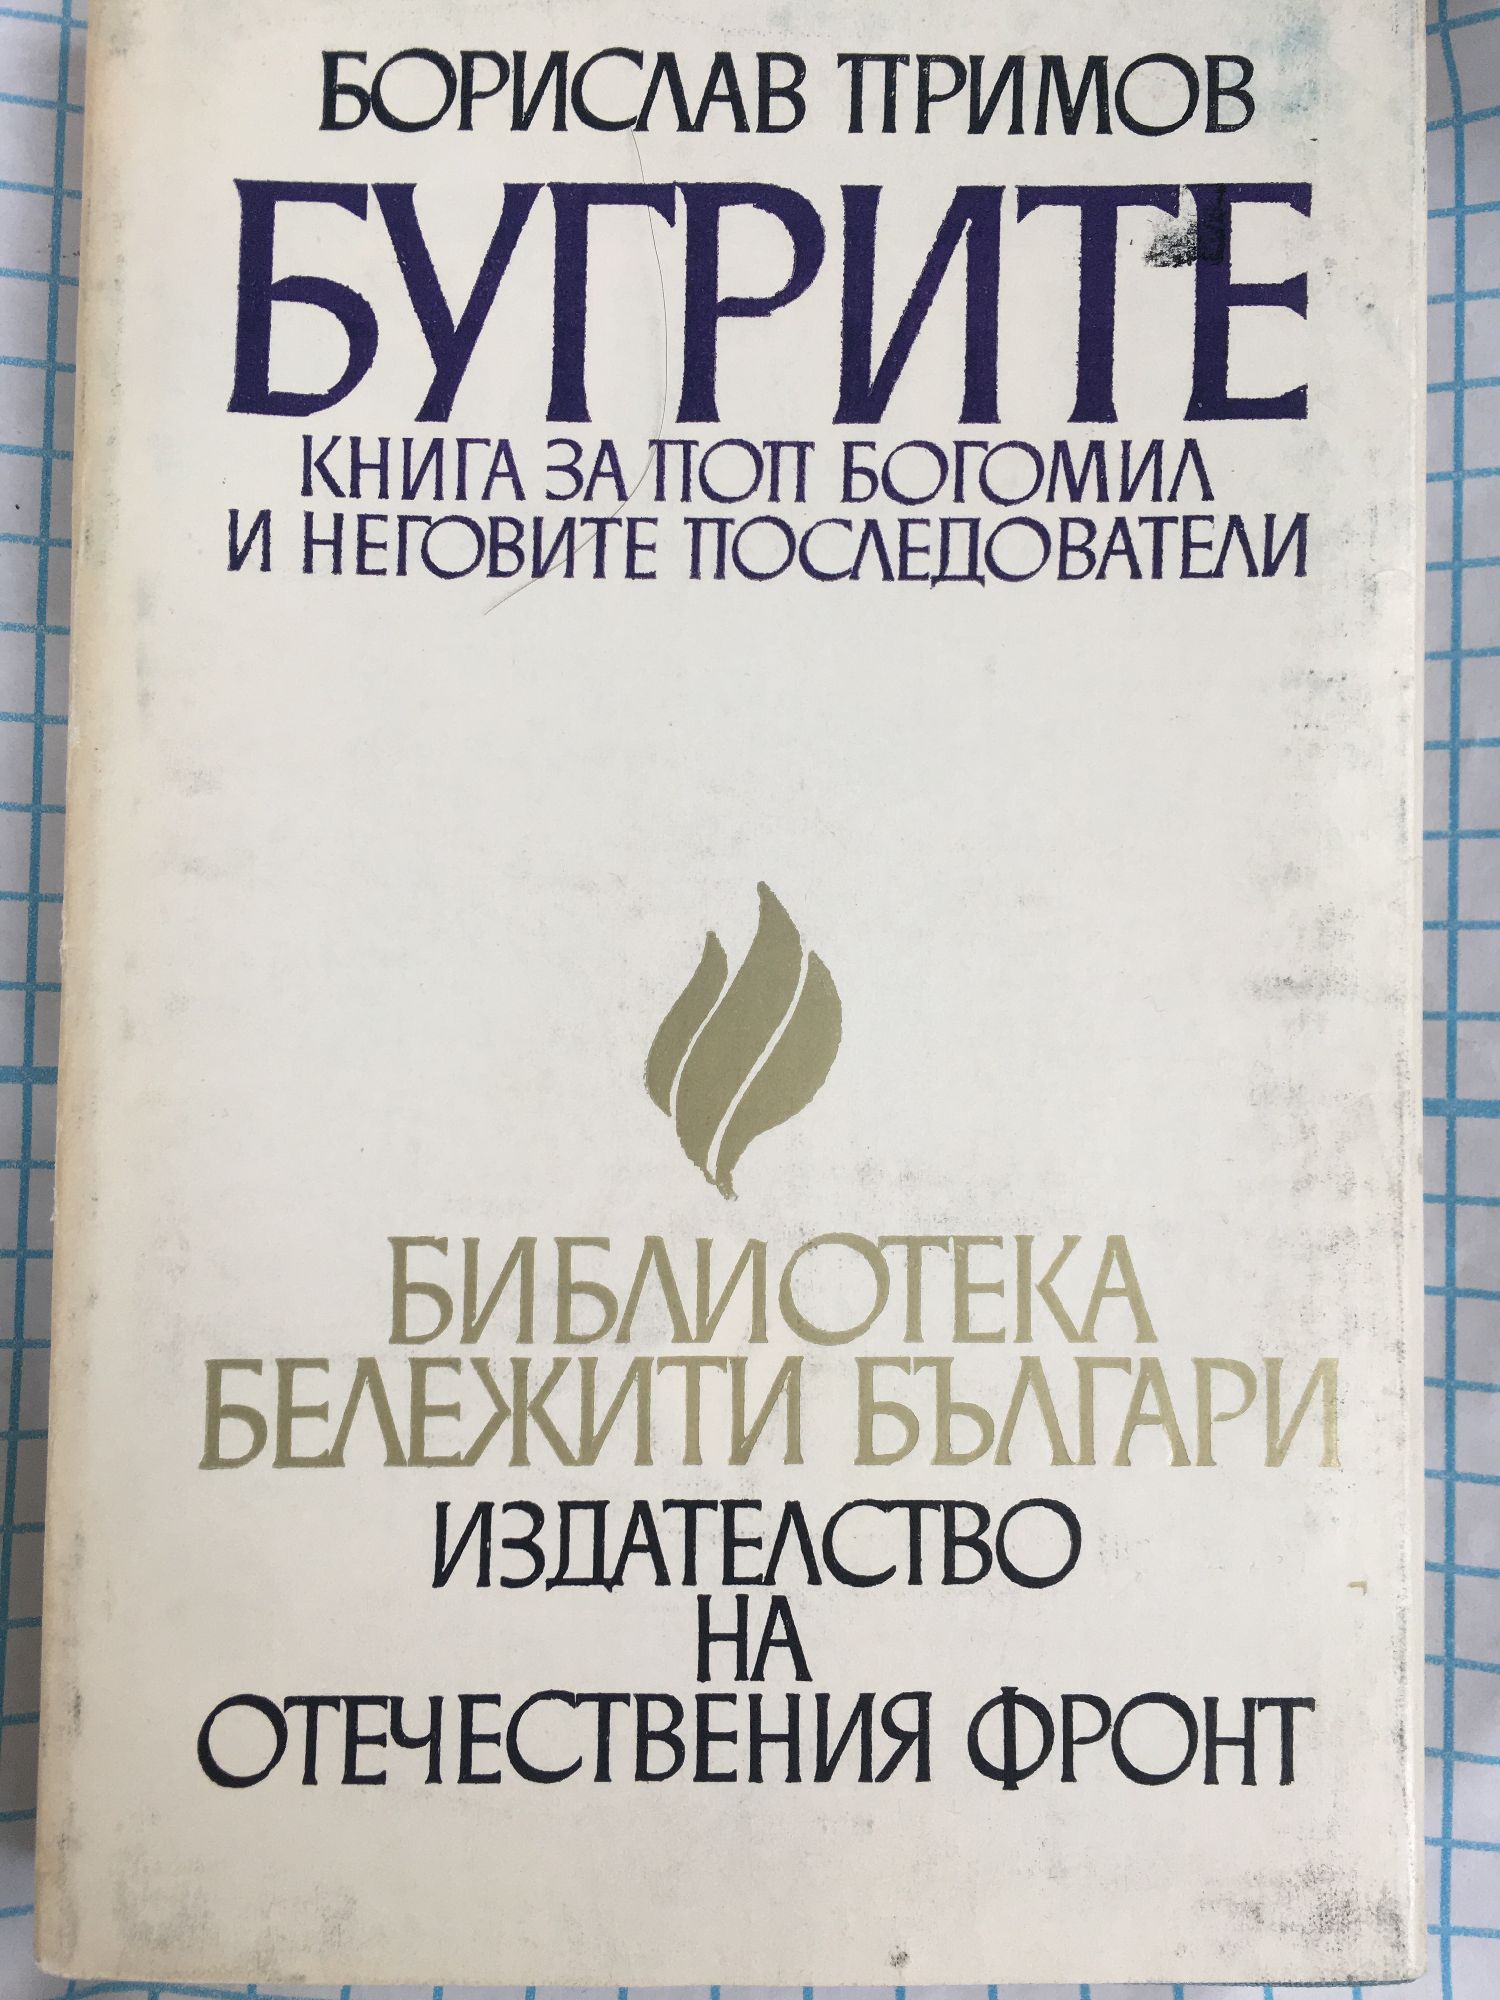 БОРИСЛАВ ПРИМОВ
БУГРИТЕ
КНИГА ЗА ПОП БОГОМИЛ
И НЕГОВИТЕ ПОСЛЕДОВАТЕЛИ
БИБЛИОТЕКА
БЕЛЕЖИТИ БЪЛГАРИ
ИЗДАТЕЛСТВО
НА
ОТЕЧЕСТВЕНИЯ ФРОНТ